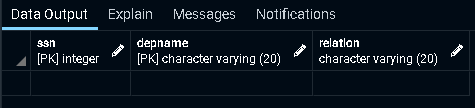 Data Output Explain Messages Notifications
ssn depname relation
[PK] integer [PK] character varying (20) character varying (20)